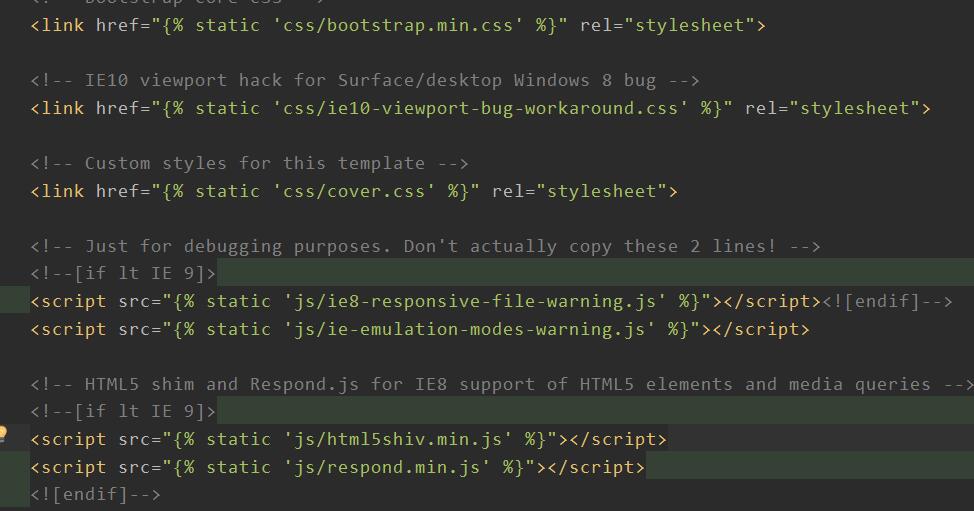 <!-- Bootstrap core CSS -->
<link href="{% static 'css/bootstrap.min.css' %}" rel="stylesheet">
<!-- IE10 viewport hack for Surface/desktop Windows 8 bug -->
<link href="{% static 'css/ie10-viewport-bug-workaround.css' %}" rel="stylesheet">
<!-- Custom styles for this template -->
<link href="{% static 'css/cover.css' %}" rel="stylesheet">
<!-- Just for debugging purposes. Don't actually copy these 2 lines! -->
<!--[if lt IE 9]>
<script src="{% static 'js/ie8-responsive-file-warning.js' %}"></script><![endif]-->
<script src="{% static 'js/ie-emulation-modes-warning.js' %}"></script>
<!-- HTML5 shim and Respond.js for IE8 support of HTML5 elements and media queries -->
<!--[if lt IE 9]>
<script src="{% static 'js/html5shiv.min.js' %}"></script>
<script src="{% static 'js/respond.min.js' %}"></script>
<![endif]-->